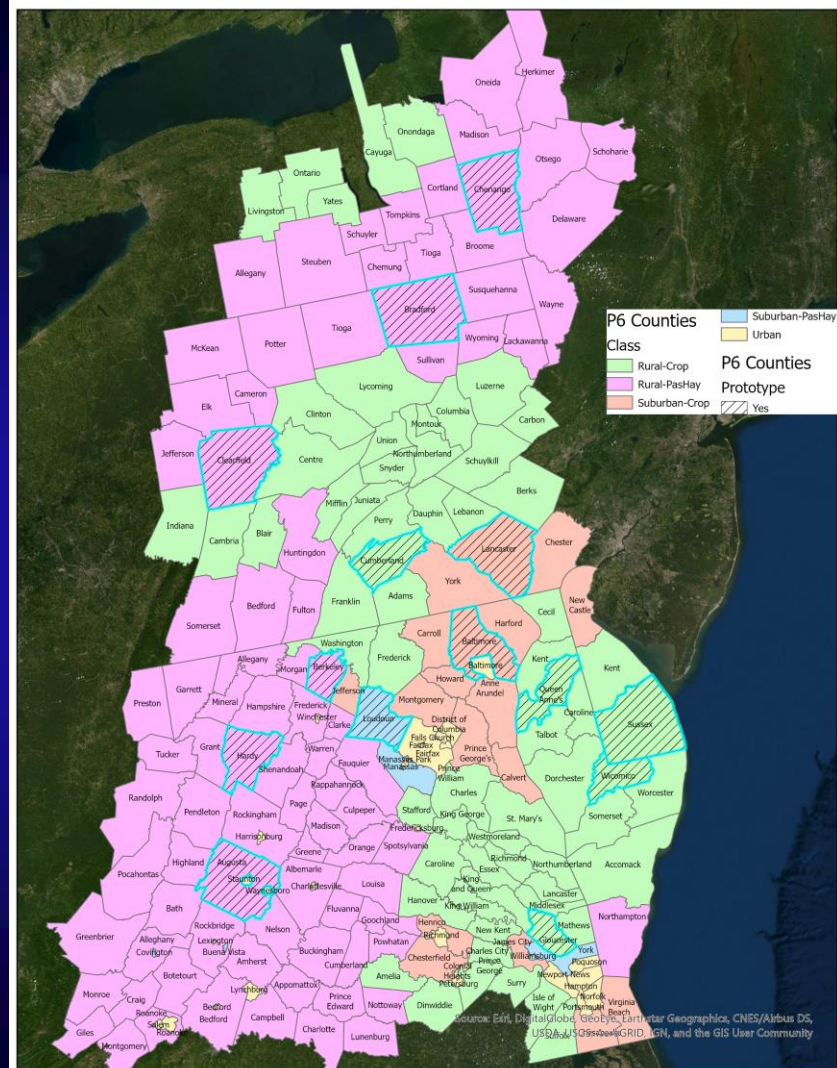 Oneida
Herkimer
Onondaga
Cayuga
Madison
Ontario
Otsego
Schoharie
Livingston
Yates
Cortland
Chenango
Tompkins
Schuyler
Delaware
Allegany
Steuben
Chemung
Tioga
Broome
Susquehanna
Wayne
Bradford
Tioga
Potter
McKean
Wyoming
Lackawanna
Sullivan
P6 Counties
Class
Rural-Crop
Rural-PasHay
Suburban-Crop
Suburban-PasHay
Urban
P6 Counties
Prototype
Yes
Lycoming
Luzerne
Cameron
Elk
Clinton
Columbia
Montour
Carbon
Union
Northumberland
Jefferson
Clearfield
Centre
Snyder
Schuylkill
Mifflin
Juniata
Berks
Indiana
Cambria
Blair
Perry
Dauphin
Lebanon
Huntingdon
Cumberland
Lancaster
Chester
York
Somerset
Bedford
Fulton
Franklin
Adams
New
Castle
Cecil
Harford
Baltimore
Carroll
Washington
Frederick
Allegany
Morgan
Berkeley
Kent
Kent
Baltimore
Howard
Anne
Arundel
Queen
Anne's
Jefferson
Garrett
Preston
Mineral
Hampshire
Frederick
Winchester
Clarke
Loudoun
Montgomery
District of
Columbia
Falls Church
Fairfax
Fairfax
Caroline
Sussex
Talbot
Prince
George's
Tucker
Grant
Hardy
Warren
Fauquier
Manassas Park
Manassas
Prince
William
Calvert
Wicomico
Shenandoah
Rappahannock
Charles
Dorchester
Worcester
Randolph
Page
Culpeper
Stafford
King George
St. Mary's
Somerset
Pendleton
Rockingham
Madison
Fredericksburg
Spotsylvania
Westmoreland
Harrisonburg
Orange
Greene
Richmond
Northumberland
Accomack
Caroline
Essex
Pocahontas
Highland
Augusta
Albemarle
Louisa
King
and Queen
Lancaster
Staunton
Waynesboro
Charlottesville
Hanover
King William
Middlesex
Bath
Fluvanna
Goochland
Mathews
Northampton
Greenbrier
Rockbridge
Nelson
Henrico
New Kent
Gloucester
Alleghany
Lexington
Powhatan
Richmond
James City
York
Covington
Buena Vista
Buckingham
Charles City
Williamsburg
Amherst
Cumberland
Chesterfield
Prince
George
Poquoson
Botetourt
Colonial
Heights
Newport News
Appomattox
Amelia
Petersburg
Surry
Hampton
Monroe
Craig
Lynchburg
Prince
Edward
Norfolk
Bedford
Nottoway
Dinwiddie
Isle of
Wight
Portsmouth
Virginia
Beach
Roanoke
Salem
Roanoke
Bedford
Campbell
Giles
Charlotte
Montgomery
Lunenburg
Suffolk
Source: Esri, DigitalGlobe, GeoEye, Earthstar Geographics, CNES/Airbus DS,
USDA, USGS, AeroGRID, IGN, and the GIS User Community